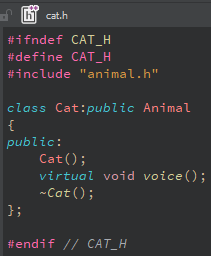 cat.h
#ifndef CAT_H
#define CAT_H
#include "animal.h"
class Cat:public Animal
{
public:
    Cat();
    virtual void voice();
    ~Cat();
};
#endif // CAT_H